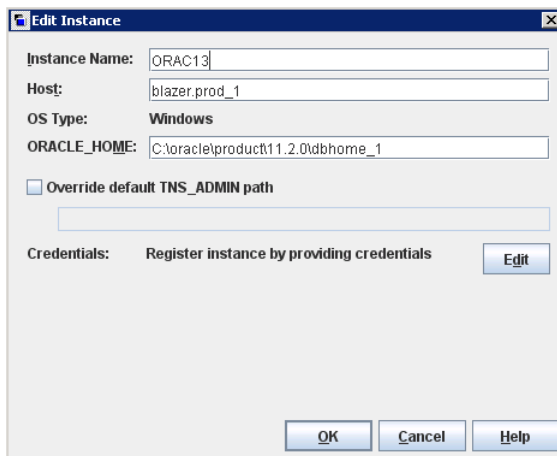 Edit Instance
Instance Name: ORAC13
Host: blazer.prod_1
OS Type: Windows
ORACLE_HOME: C:\oracle\product\11.2.0\dbhome_1
Override default TNS_ADMIN path
Credentials: Register instance by providing credentials Edit
OK Cancel Help